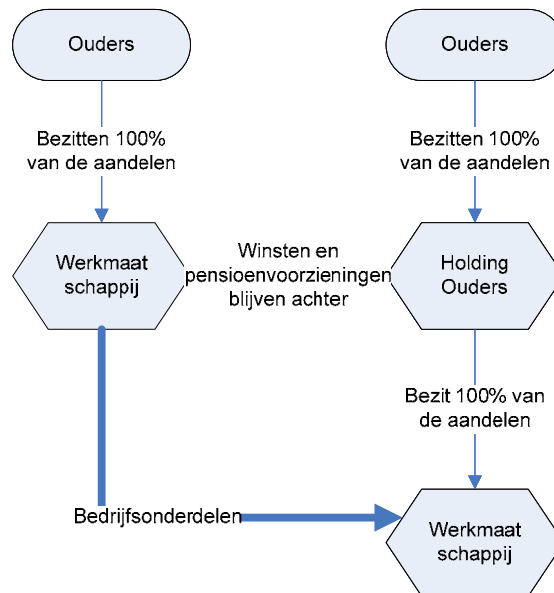 Ouders
Ouders
Bezitten 100%
van de aandelen
Bezitten 100%
van de aandelen
Werkmaat
schappij
Winsten en
pensioenvoorzieningen
blijven achter
Holding
Ouders
Bezit 100% van
de aandelen
Bedrijfsonderdelen
Werkmaat
schappij